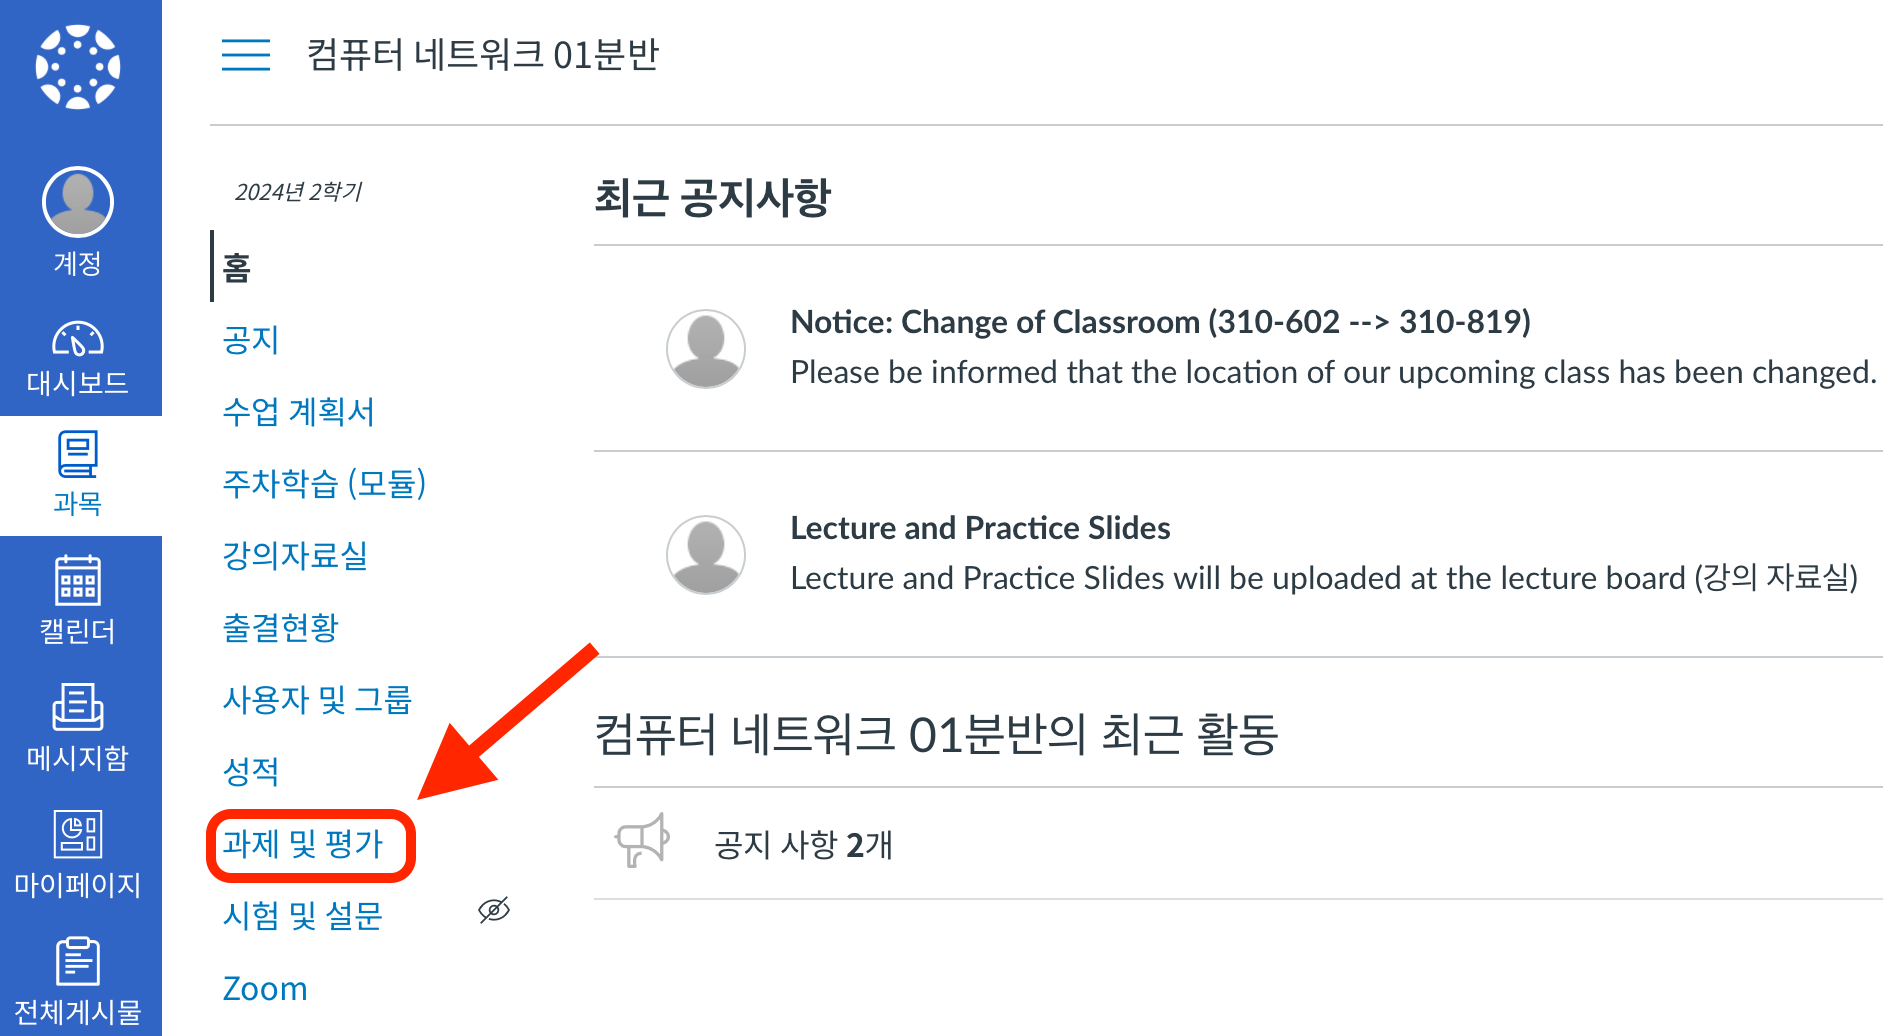 컴퓨터 네트워크 01분반
계정
대시보드
과목
캘린더
메시지함
마이페이지
전체게시물
2024년 2학기
홈
공지
수업 계획서
주차학습 (모듈)
강의자료실
출결현황
사용자 및 그룹
성적
과제 및 평가
시험 및 설문
Zoom
최근 공지사항
Notice: Change of Classroom (310-602 --> 310-819)
Please be informed that the location of our upcoming class has been changed.
Lecture and Practice Slides
Lecture and Practice Slides will be uploaded at the lecture board (강의 자료실)
컴퓨터 네트워크 01분반의 최근 활동
공지 사항 2개